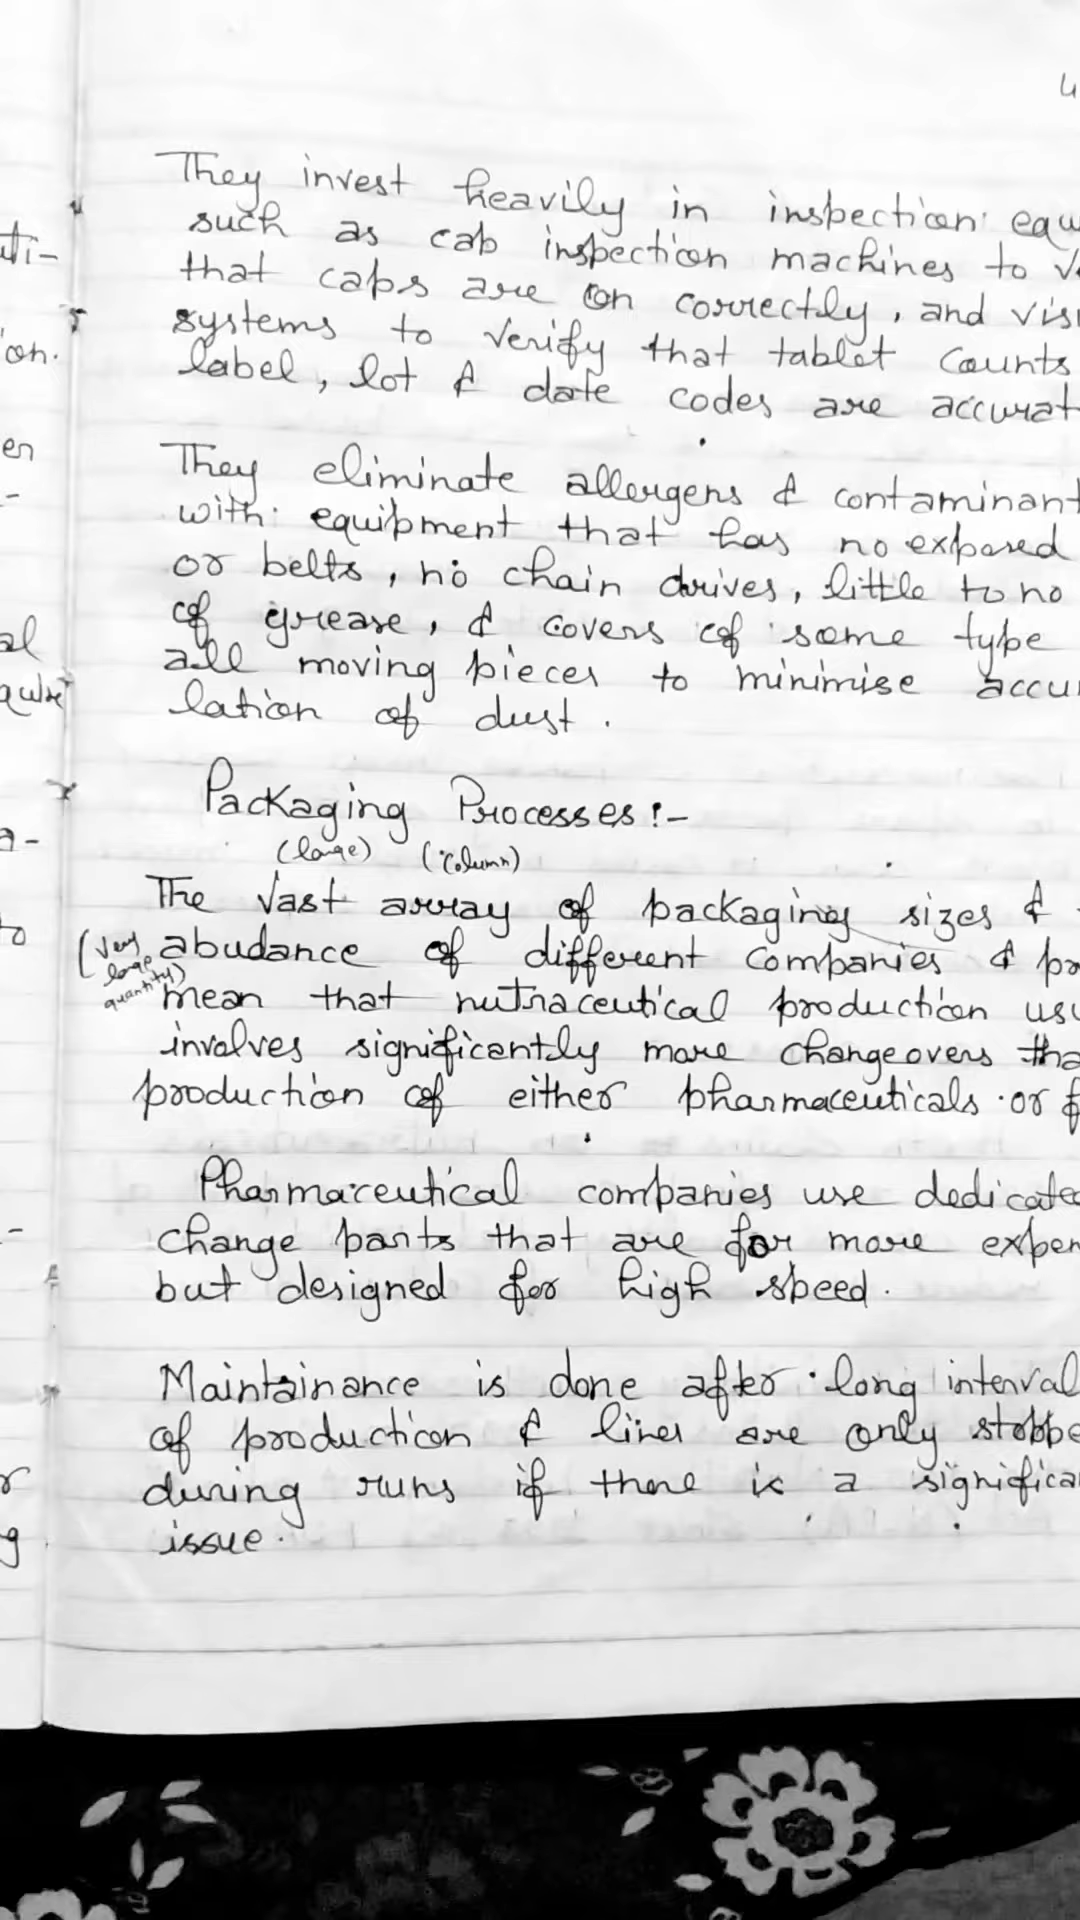 They invest heavily in inspection equ
such as cap inspection machines to v
that caps are on correctly, and visi
systems to verify that tablet counts
label, lot & date codes are accurat
They eliminate allergens & contaminant
with equipment that has no exposed
or belts, no chain drives, little to no
of grease, & covers of some type
all moving pieces to minimise accu
lation of dust.
Packaging Processes:-
(large) (column)
The vast array of packaging sizes &
(very large quantity) abudance of different companies & pr
mean that nutraceutical production usu
involves significantly more changeovers tha
production of either pharmaceuticals or f
Pharmaceutical companies use dedicate
change parts that are far more expen
but designed for high speed.
Maintainance is done after long interval
of production & lines are only stoppe
during runs if there is a significa
issue.